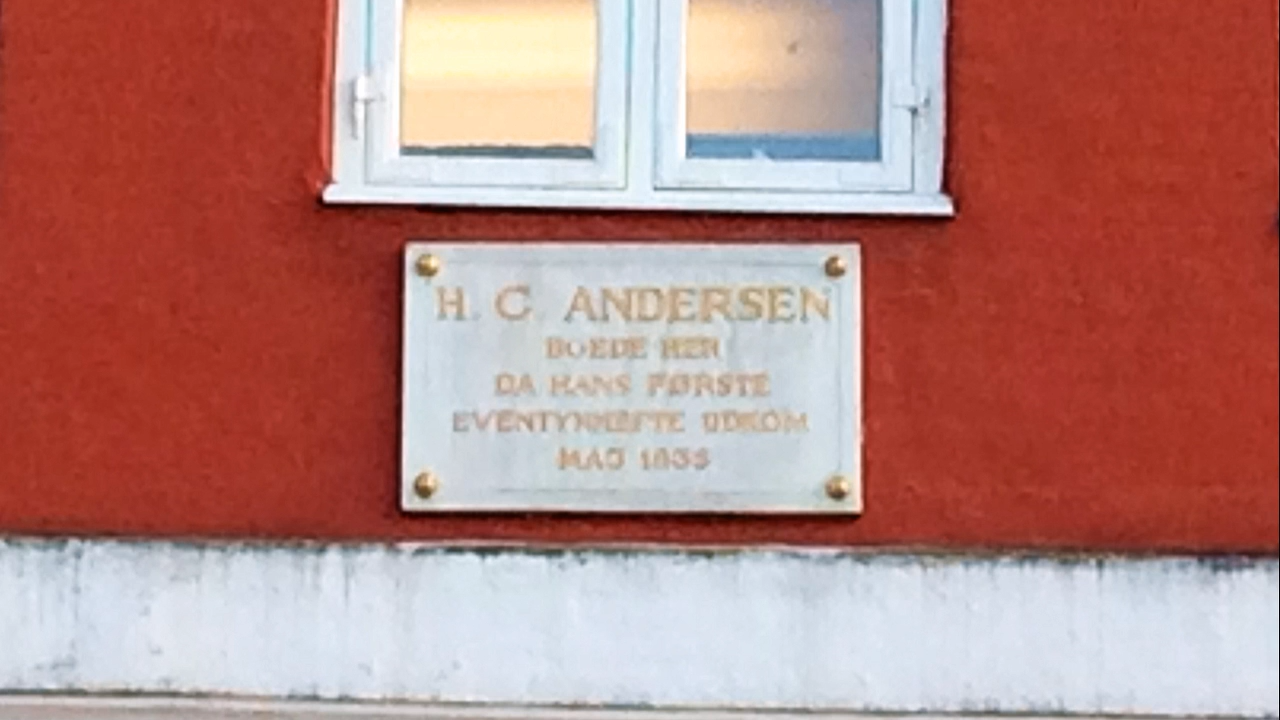 H. C. ANDERSEN
BOEDE HER
DA HANS FØRSTE
EVENTYRHEFTE UDKOM
MAJ 1835